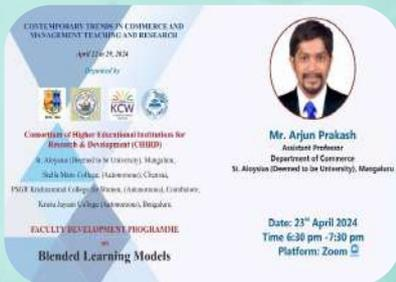 CONTEMPORARY TRENDS IN COMMERCE AND
MANAGEMENT TEACHING AND RESEARCH
April 22 to 29, 2024
Organised by
KCW
Consortium of Higher Educational Institutions for
Research & Development (CHIRD)
St. Aloysius (Deemed to be University), Mangaluru,
Stella Maris College (Autonomous), Chennai,
PSGR Krishnammal College for Women, (Autonomous), Coimbatore,
Kristu Jayanti College (Autonomous), Bengaluru.
FACULTY DEVELOPMENT PROGRAMME
on
Blended Learning Models
Mr. Arjun Prakash
Assistant Professor
Department of Commerce
St. Aloysius (Deemed to be University), Mangaluru
Date: 23rd April 2024
Time 6:30 pm -7:30 pm
Platform: Zoom